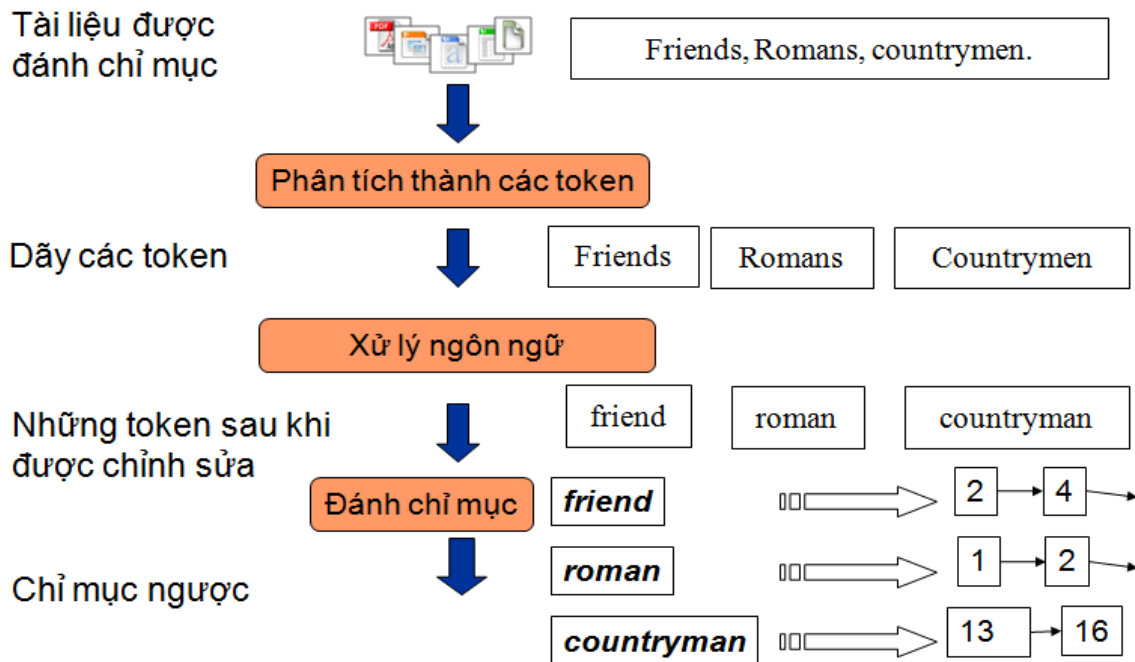 Tài liệu được
đánh chỉ mục
PDF
a
Friends, Romans, countrymen.
Phân tích thành các token
Dãy các token
Friends
Romans
Countrymen
Xử lý ngôn ngữ
Những token sau khi
được chỉnh sửa
friend
roman
countryman
Đánh chỉ mục
friend
2
4
Chỉ mục ngược
roman
1
2
countryman
13
16